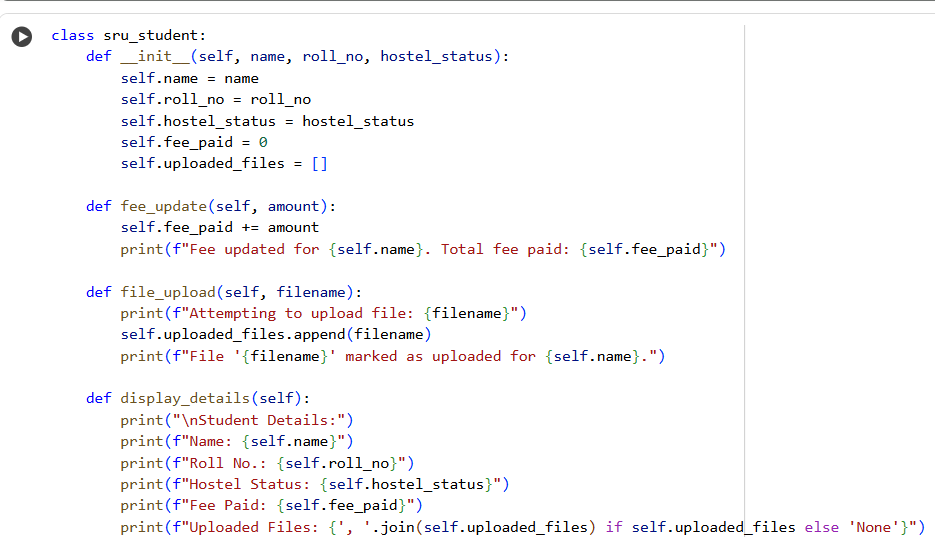 class sru_student:
    def __init__(self, name, roll_no, hostel_status):
        self.name = name
        self.roll_no = roll_no
        self.hostel_status = hostel_status
        self.fee_paid = 0
        self.uploaded_files = []

    def fee_update(self, amount):
        self.fee_paid += amount
        print(f"Fee updated for {self.name}. Total fee paid: {self.fee_paid}")

    def file_upload(self, filename):
        print(f"Attempting to upload file: {filename}")
        self.uploaded_files.append(filename)
        print(f"File '{filename}' marked as uploaded for {self.name}.")

    def display_details(self):
        print("\nStudent Details:")
        print(f"Name: {self.name}")
        print(f"Roll No.: {self.roll_no}")
        print(f"Hostel Status: {self.hostel_status}")
        print(f"Fee Paid: {self.fee_paid}")
        print(f"Uploaded Files: {', '.join(self.uploaded_files) if self.uploaded_files else 'None'}")